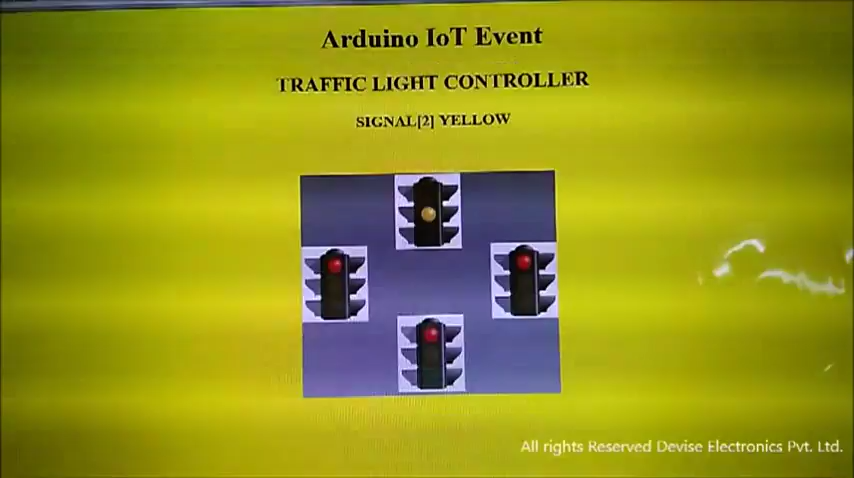 Arduino IoT Event
TRAFFIC LIGHT CONTROLLER
SIGNAL[2] YELLOW
All rights Reserved Devise Electronics Pvt. Ltd.